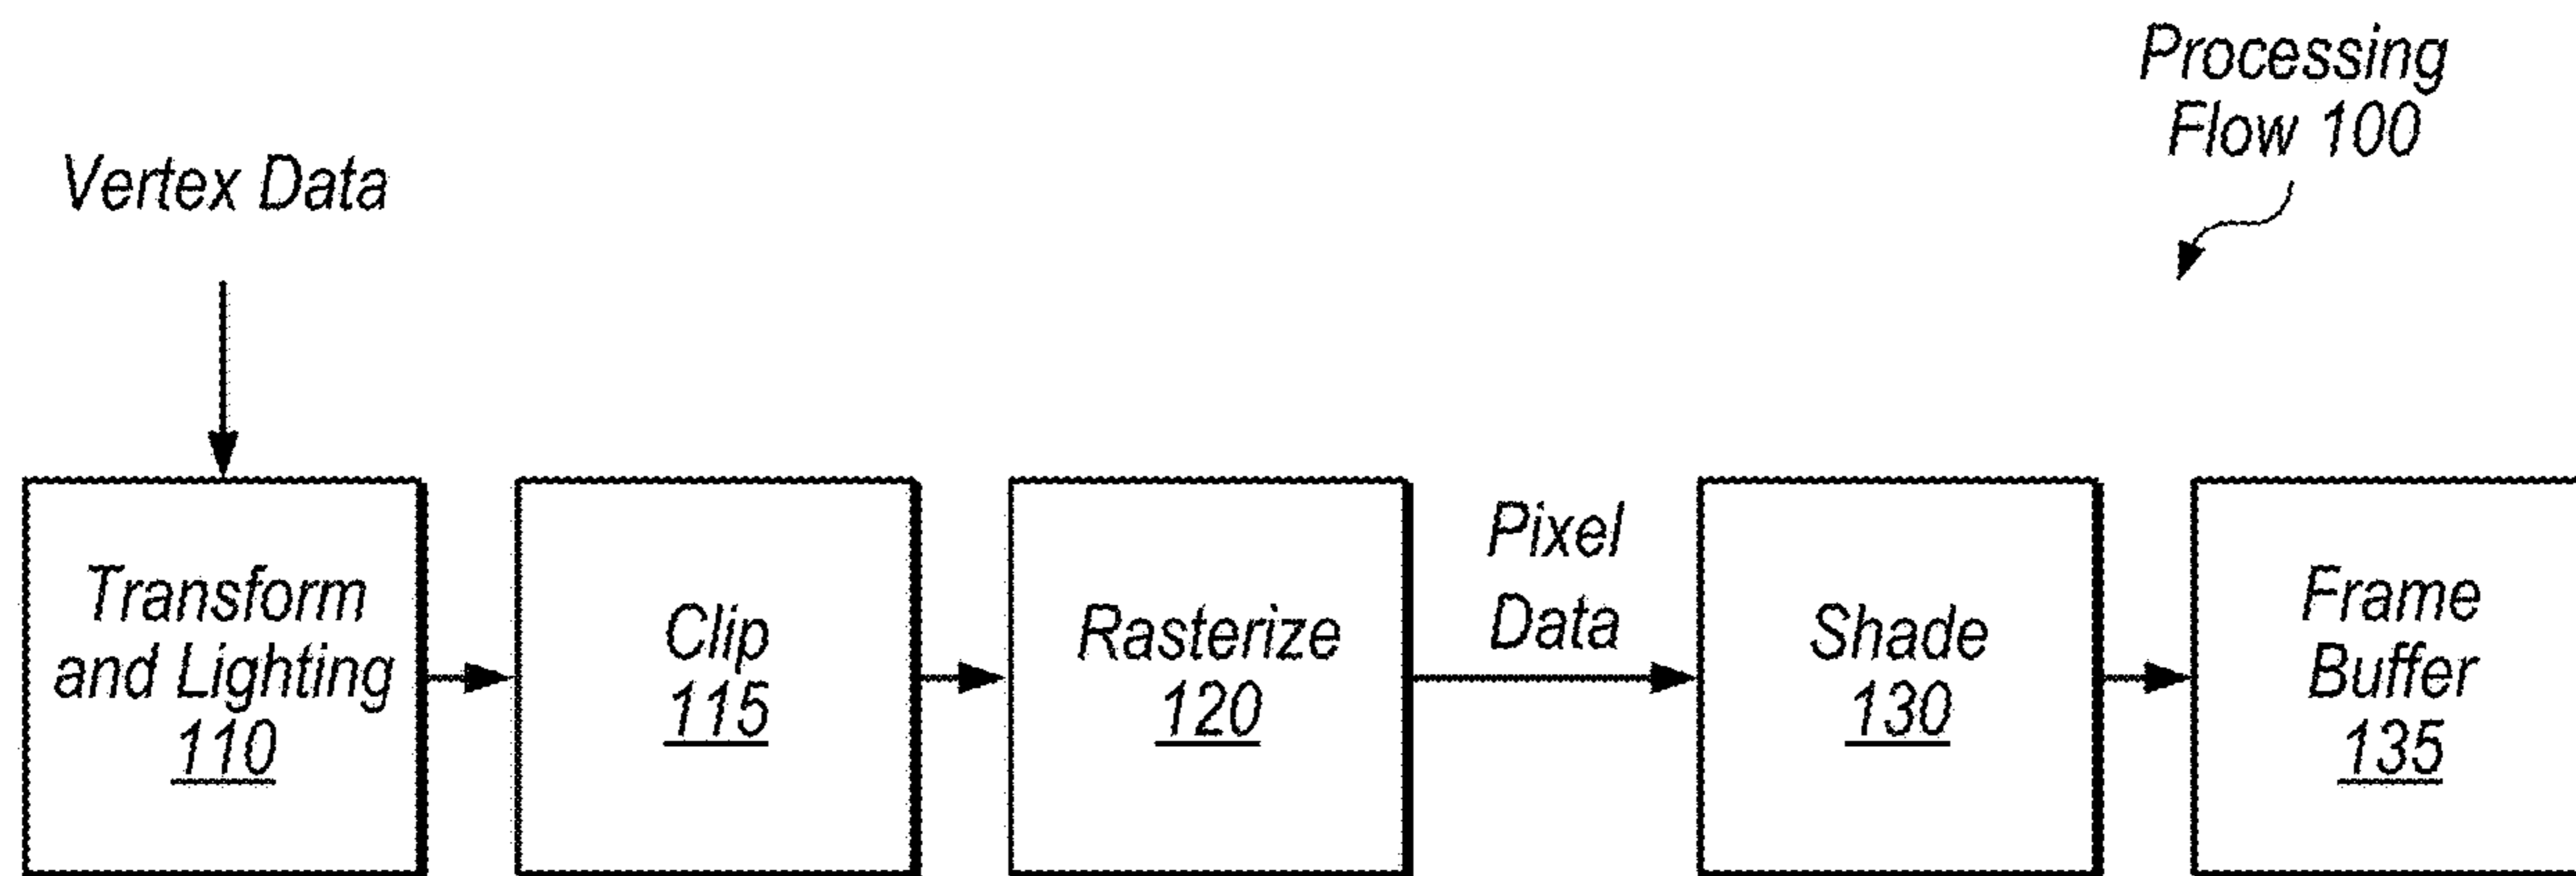 Processing
Flow 100
Vertex Data
Transform
and Lighting
110
Clip
115
Rasterize
120
Pixel
Data
Shade
130
Frame
Buffer
135